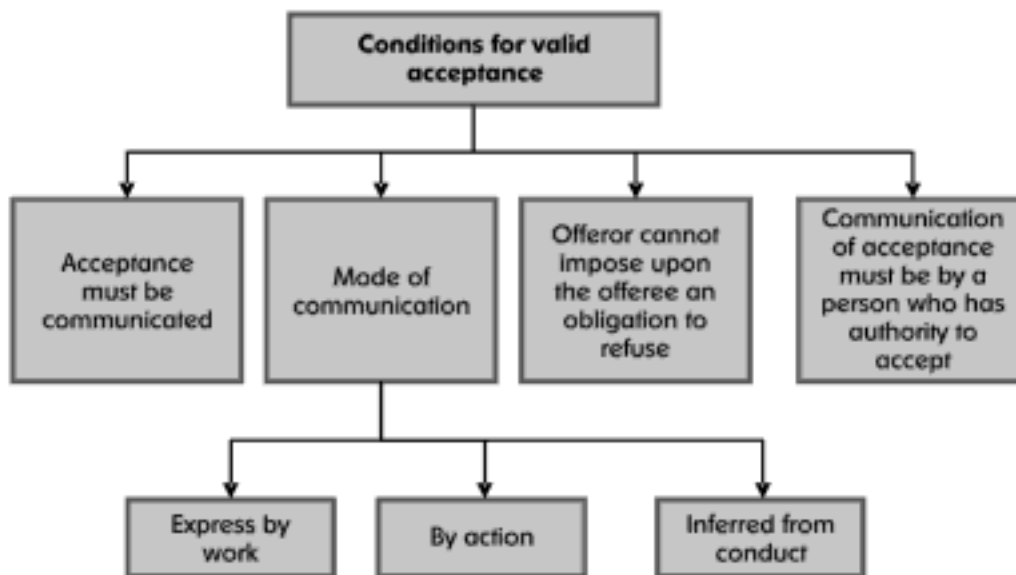 Conditions for valid
acceptance
Acceptance
must be
communicated
Mode of
communication
Offeror cannot
impose upon
the offeree an
obligation to
refuse
Communication
of acceptance
must be by a
person who has
authority to
accept
Express by
work
By action
Inferred from
conduct